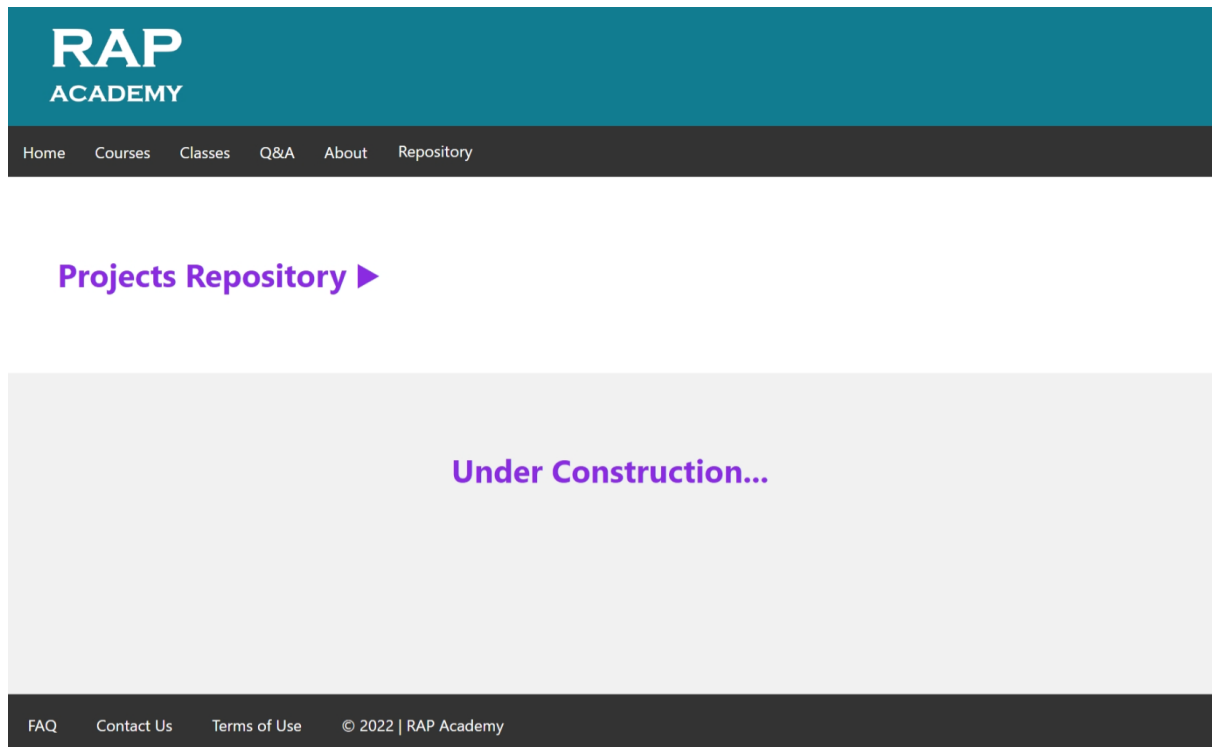 RAP
ACADEMY
Home Courses Classes Q&A About Repository
Projects Repository ▶
Under Construction...
FAQ Contact Us Terms of Use © 2022 | RAP Academy